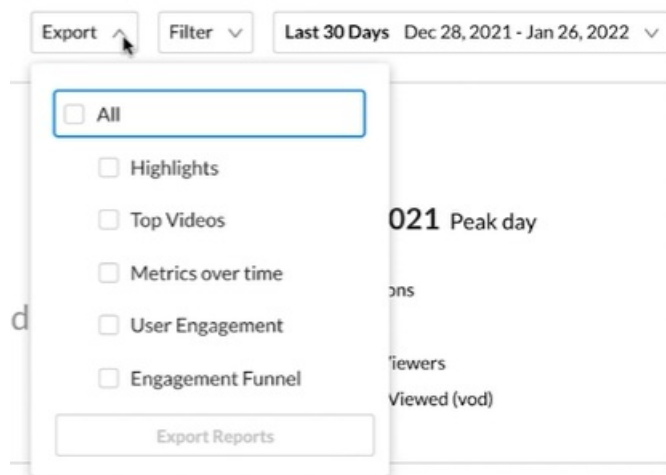 Export Filter Last 30 Days Dec 28, 2021 - Jan 26, 2022
All
Highlights
Top Videos
021 Peak day
Metrics over time
ons
d
User Engagement
iewers
Engagement Funnel
Viewed (vod)
Export Reports